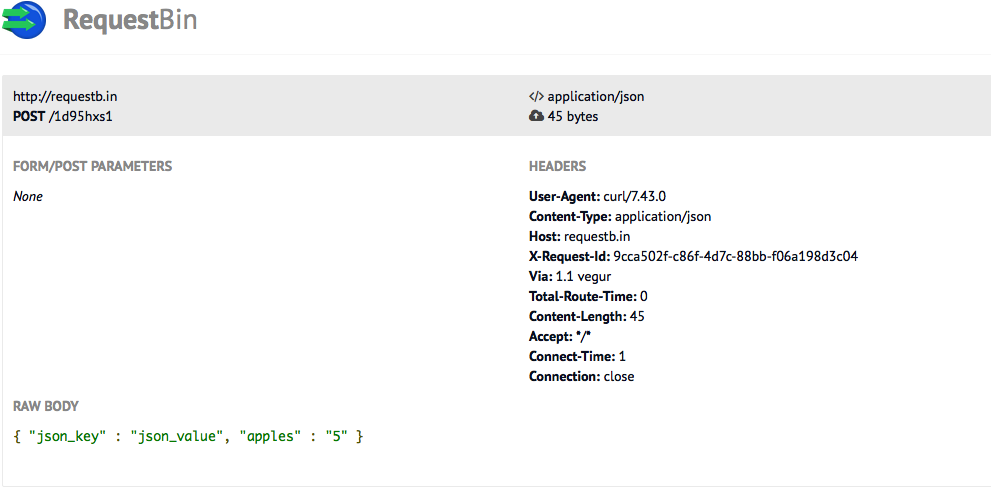 RequestBin
http://requestb.in
POST /1d95hxs1
</> application/json
45 bytes
FORM/POST PARAMETERS
None
HEADERS
User-Agent: curl/7.43.0
Content-Type: application/json
Host: requestb.in
X-Request-Id: 9cca502f-c86f-4d7c-88bb-f06a198d3c04
Via: 1.1 vegur
Total-Route-Time: 0
Content-Length: 45
Accept: */*
Connect-Time: 1
Connection: close
RAW BODY
{ "json_key" : "json_value", "apples" : "5" }